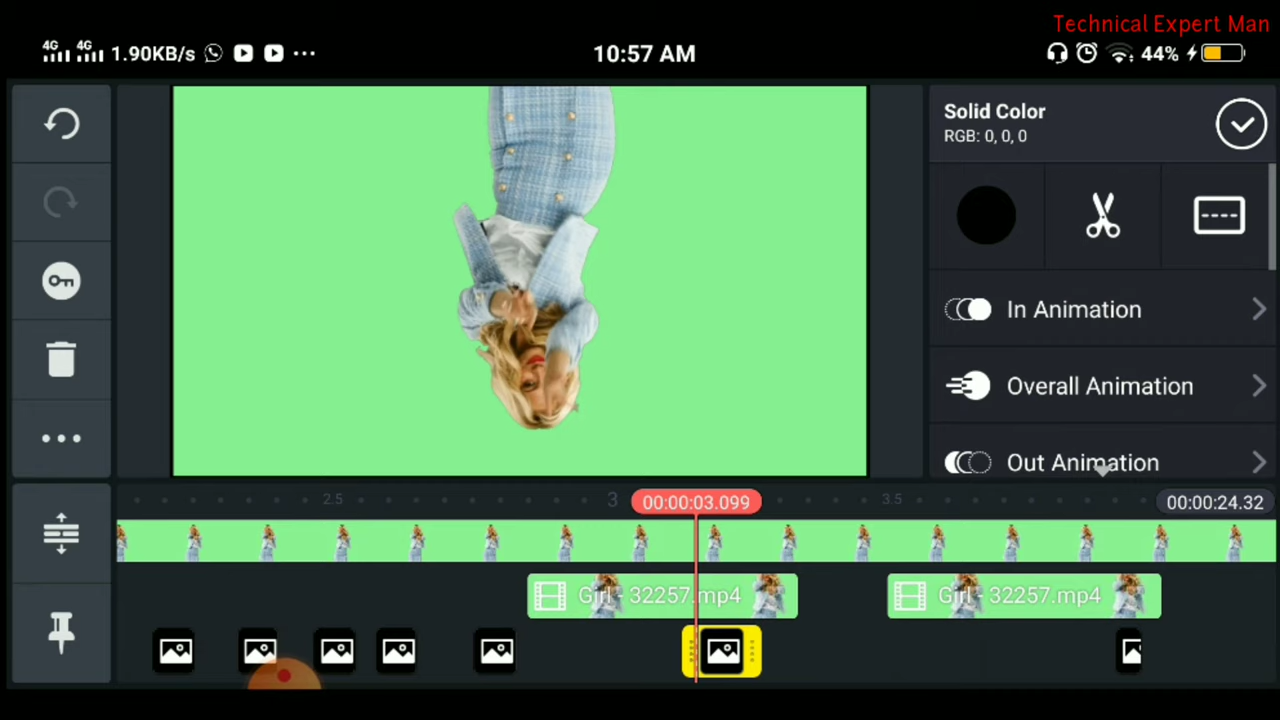 Technical Expert Man
4G 4G 1.90KB/s ... 10:57 AM 44%
Solid Color
RGB: 0, 0, 0
In Animation
Overall Animation
Out Animation
2.5 3 00:00:03.099 3.5 00:00:24.32
Girl - 32257.mp4 Girl - 32257.mp4